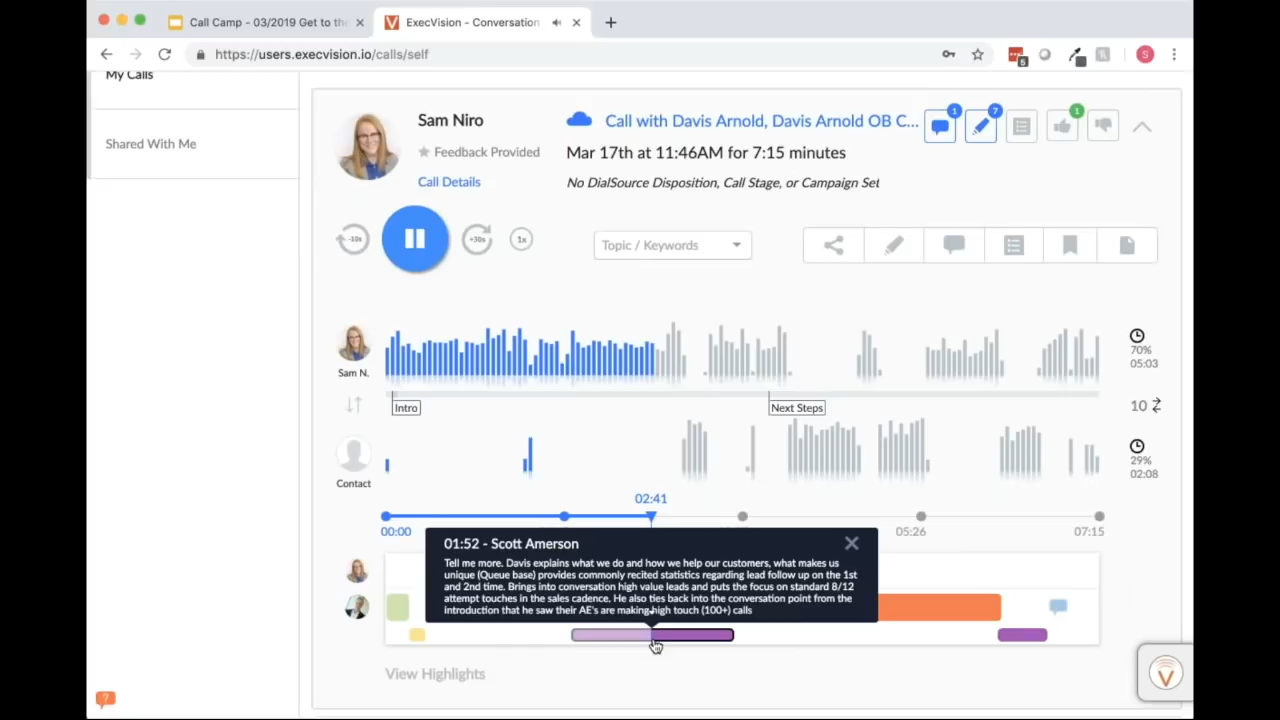 Call Camp - 03/2019 Get to the
ExecVision - Conversation
https://users.execvision.io/calls/self
5
S
My Calls
Shared With Me
Sam Niro
Feedback Provided
Call Details
Call with Davis Arnold, Davis Arnold OB C...
Mar 17th at 11:46AM for 7:15 minutes
No DialSource Disposition, Call Stage, or Campaign Set
1
7
1
-10s
+30s
1x
Topic / Keywords
Sam N.
70%
05:03
Intro
Next Steps
10
Contact
29%
02:08
02:41
00:00
05:26
07:15
01:52 - Scott Amerson
Tell me more. Davis explains what we do and how we help our customers, what makes us
unique (Queue base) provides commonly recited statistics regarding lead follow up on the 1st
and 2nd time. Brings into conversation high value leads and puts the focus on standard 8/12
attempt touches in the sales cadence. He also ties back into the conversation point from the
introduction that he saw their AE's are making high touch (100+) calls
View Highlights
?